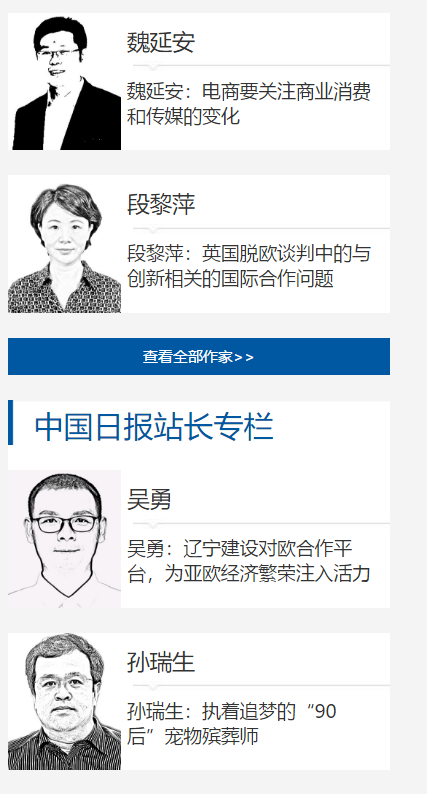 魏延安
魏延安：电商要关注商业消费
和传媒的变化
段黎萍
段黎萍：英国脱欧谈判中的与
创新相关的国际合作问题
查看全部作家>>
中国日报站长专栏
吴勇
吴勇：辽宁建设对欧合作平
台，为亚欧经济繁荣注入活力
孙瑞生
孙瑞生：执着追梦的“90
后”宠物殡葬师